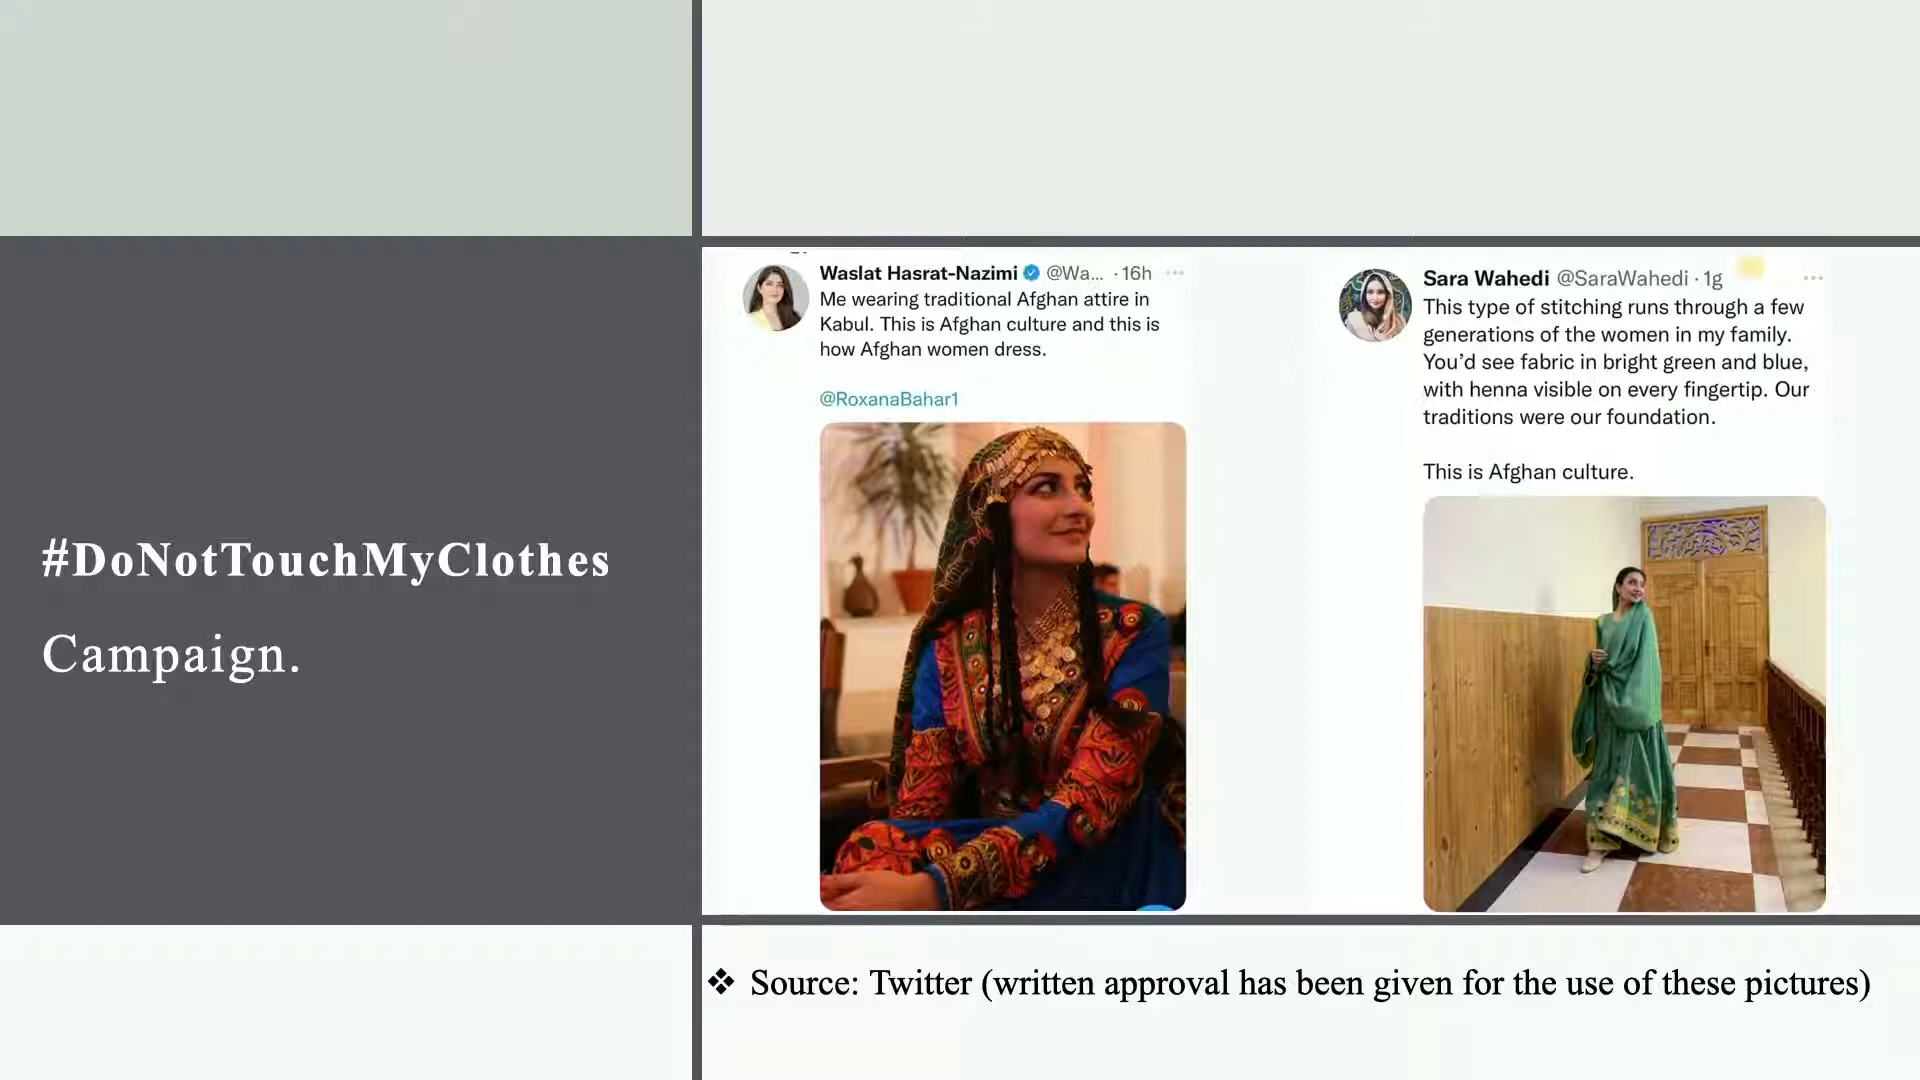 #DoNotTouchMyClothes
Campaign.
Waslat Hasrat-Nazimi @Wa... · 16h
Me wearing traditional Afghan attire in
Kabul. This is Afghan culture and this is
how Afghan women dress.
@RoxanaBahar1
Sara Wahedi @SaraWahedi · 1g
This type of stitching runs through a few
generations of the women in my family.
You’d see fabric in bright green and blue,
with henna visible on every fingertip. Our
traditions were our foundation.
This is Afghan culture.
❖ Source: Twitter (written approval has been given for the use of these pictures)